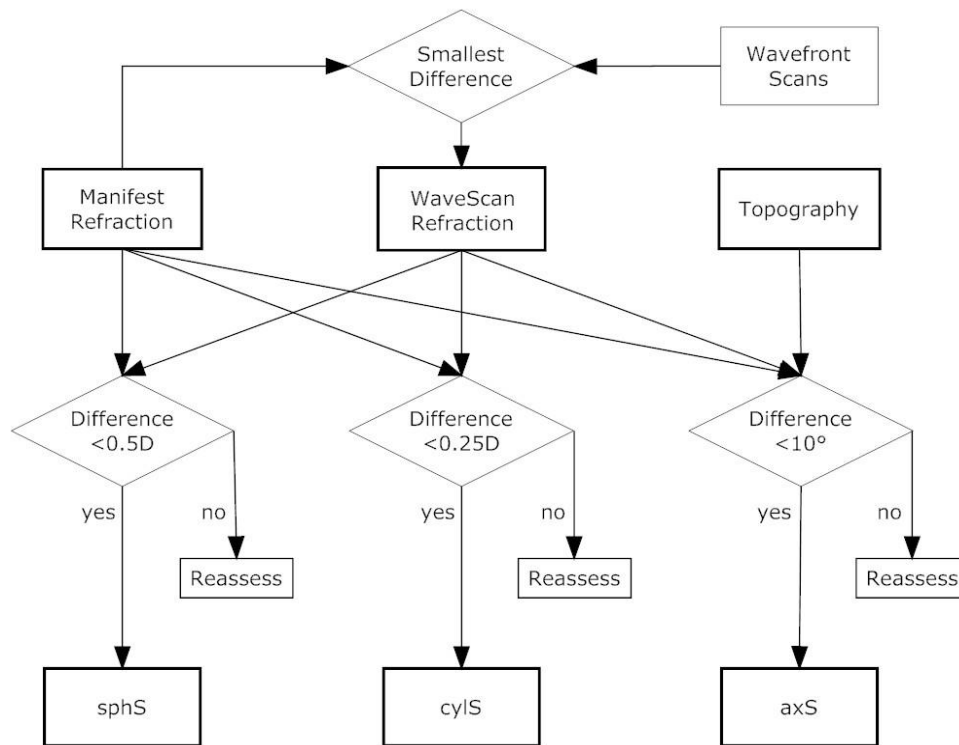 Smallest
Difference
Wavefront
Scans
Manifest
Refraction
WaveScan
Refraction
Topography
Difference
<0.5D
Difference
<0.25D
Difference
<10°
yes
no
yes
no
yes
no
Reassess
Reassess
Reassess
sphS
cylS
axS